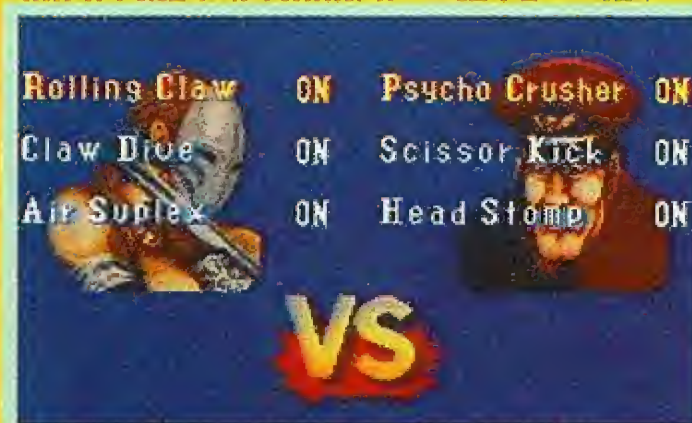 Rolling Claw ON Psycho Crusher ON
Claw Dive ON Scissor Kick ON
Air Suplex ON Head Stomp ON
VS